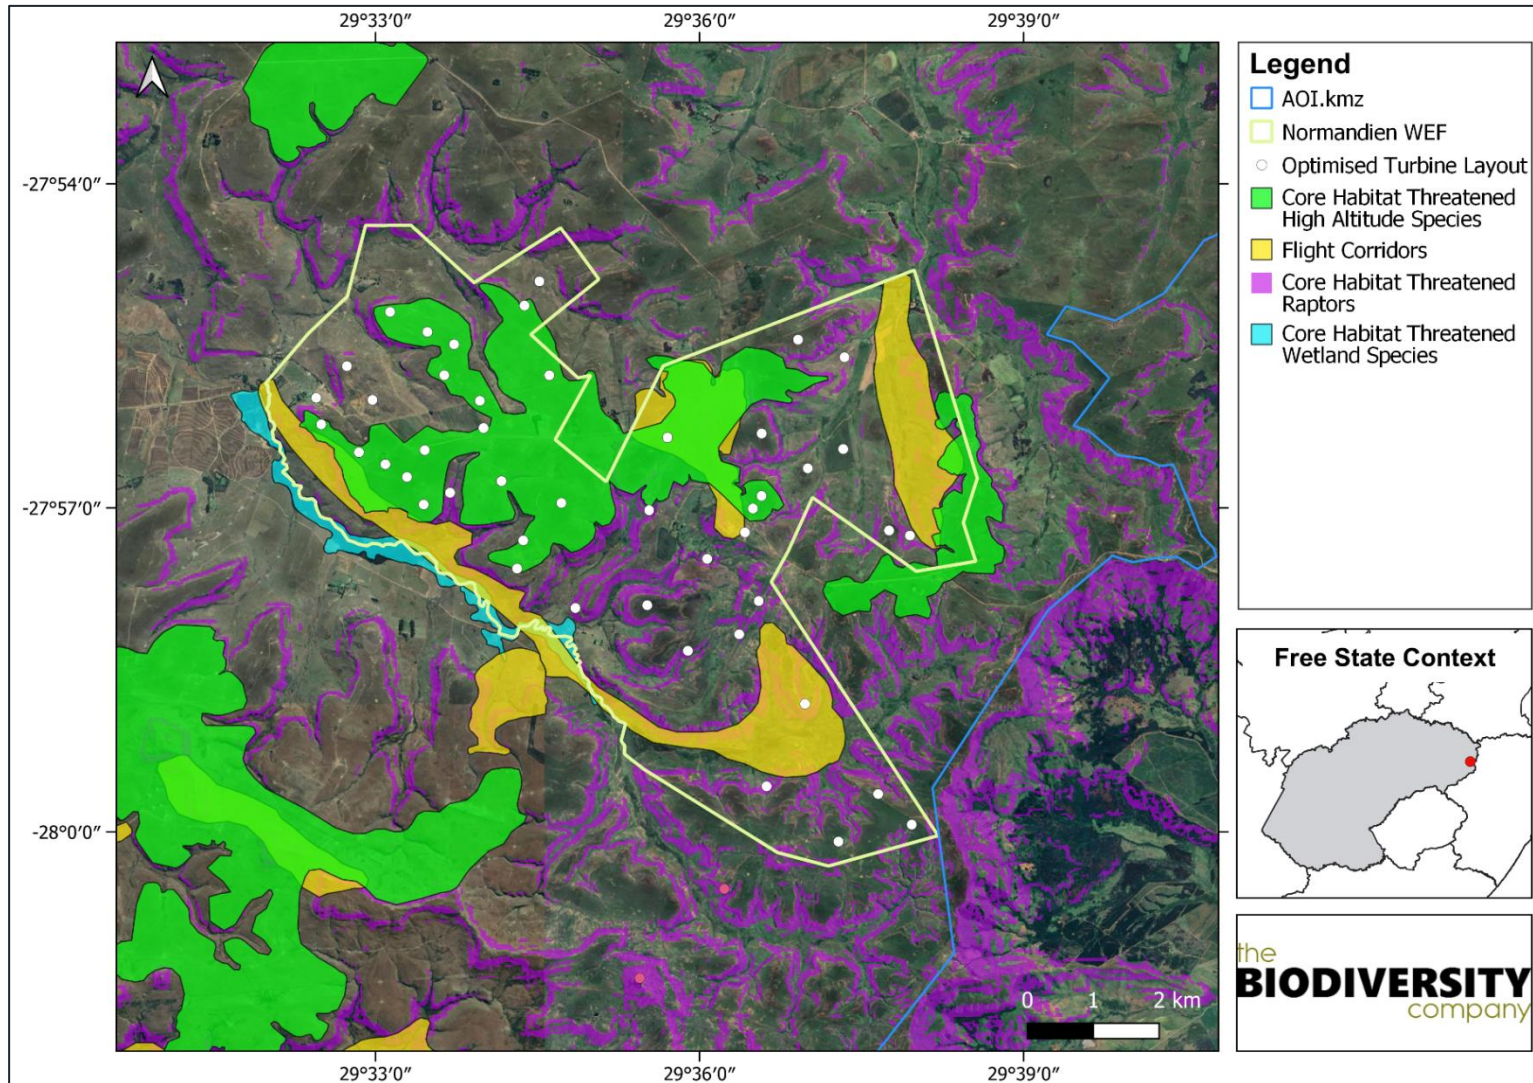 29°33′0″ 29°36′0″ 29°39′0″
-27°54′0″
-27°57′0″
-28°0′0″
0 1 2 km
29°33′0″ 29°36′0″ 29°39′0″
Legend
AOI.kmz
Normandien WEF
Optimised Turbine Layout
Core Habitat Threatened
High Altitude Species
Flight Corridors
Core Habitat Threatened
Raptors
Core Habitat Threatened
Wetland Species
Free State Context
the
BIODIVERSITY
company